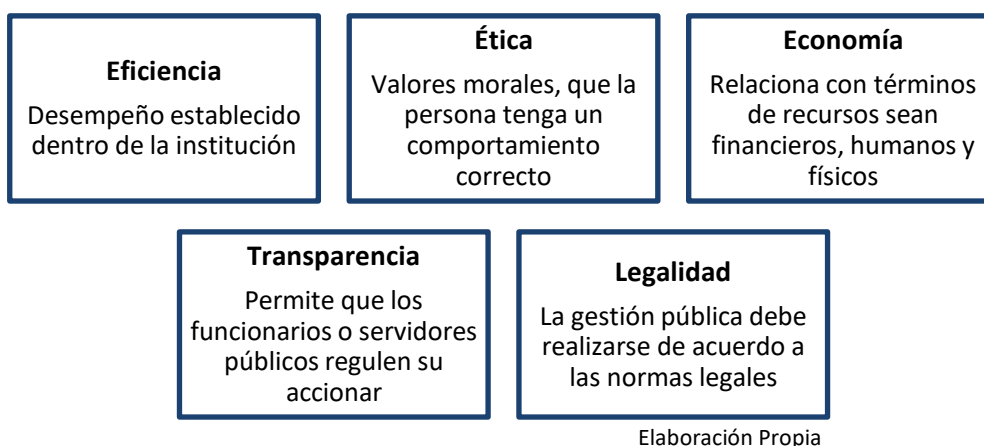 Eficiencia
Desempeño establecido
dentro de la institución
Ética
Valores morales, que la
persona tenga un
comportamiento
correcto
Economía
Relaciona con términos
de recursos sean
financieros, humanos y
físicos
Transparencia
Permite que los
funcionarios o servidores
públicos regulen su
accionar
Legalidad
La gestión pública debe
realizarse de acuerdo a
las normas legales
Elaboración Propia